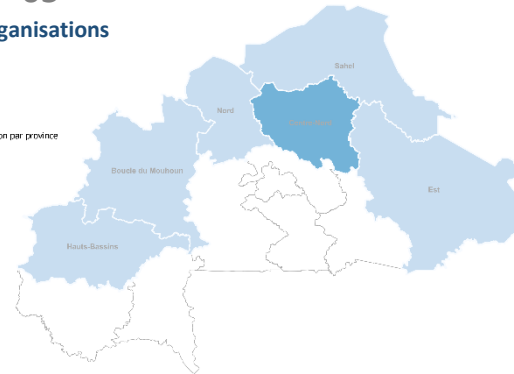 ganisations
Sahel
Nord
on par province
Boucle du Mouhoun
Est
Hauts-Bassins